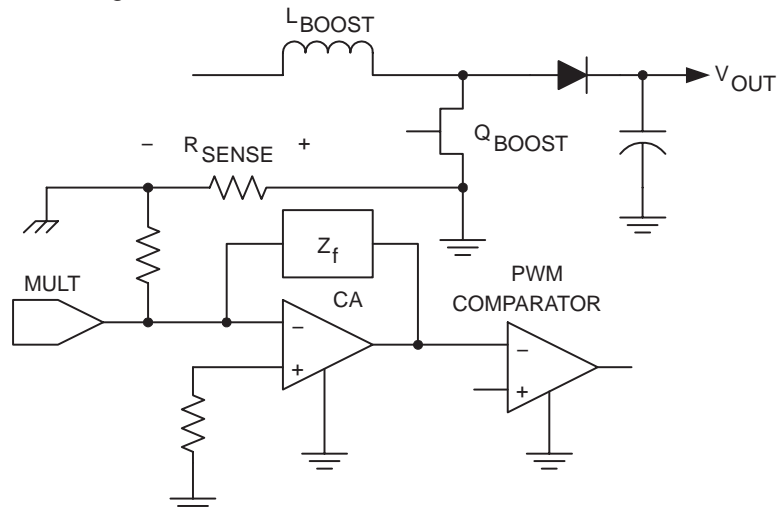 LBOOST
VOUT
– RSENSE +
QBOOST
Zf
MULT
CA
PWM
COMPARATOR
–
+
–
+